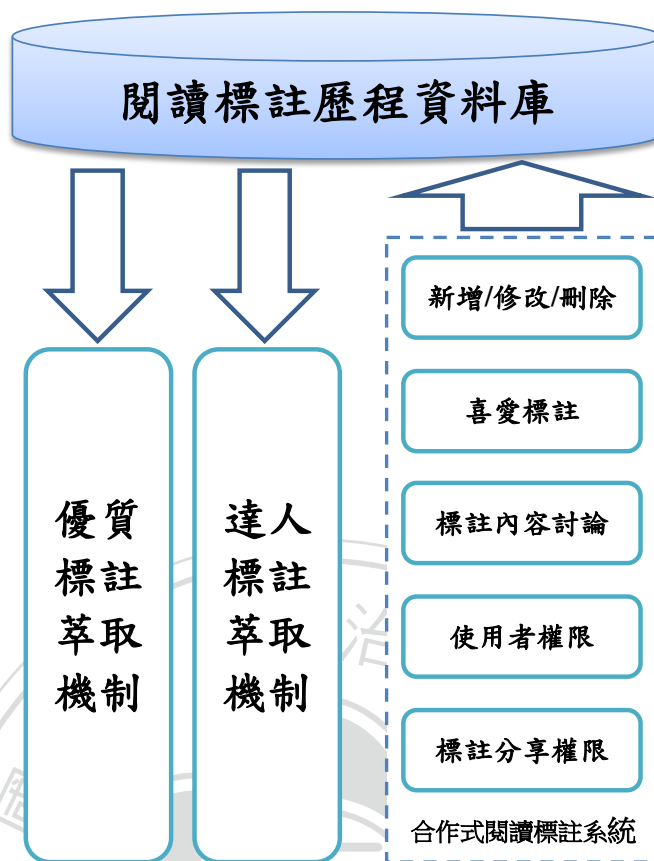 閱讀標註歷程資料庫
優質
標註
萃取
機制
達人
標註
萃取
機制
新增/修改/刪除
喜愛標註
標註內容討論
使用者權限
標註分享權限
合作式閱讀標註系統